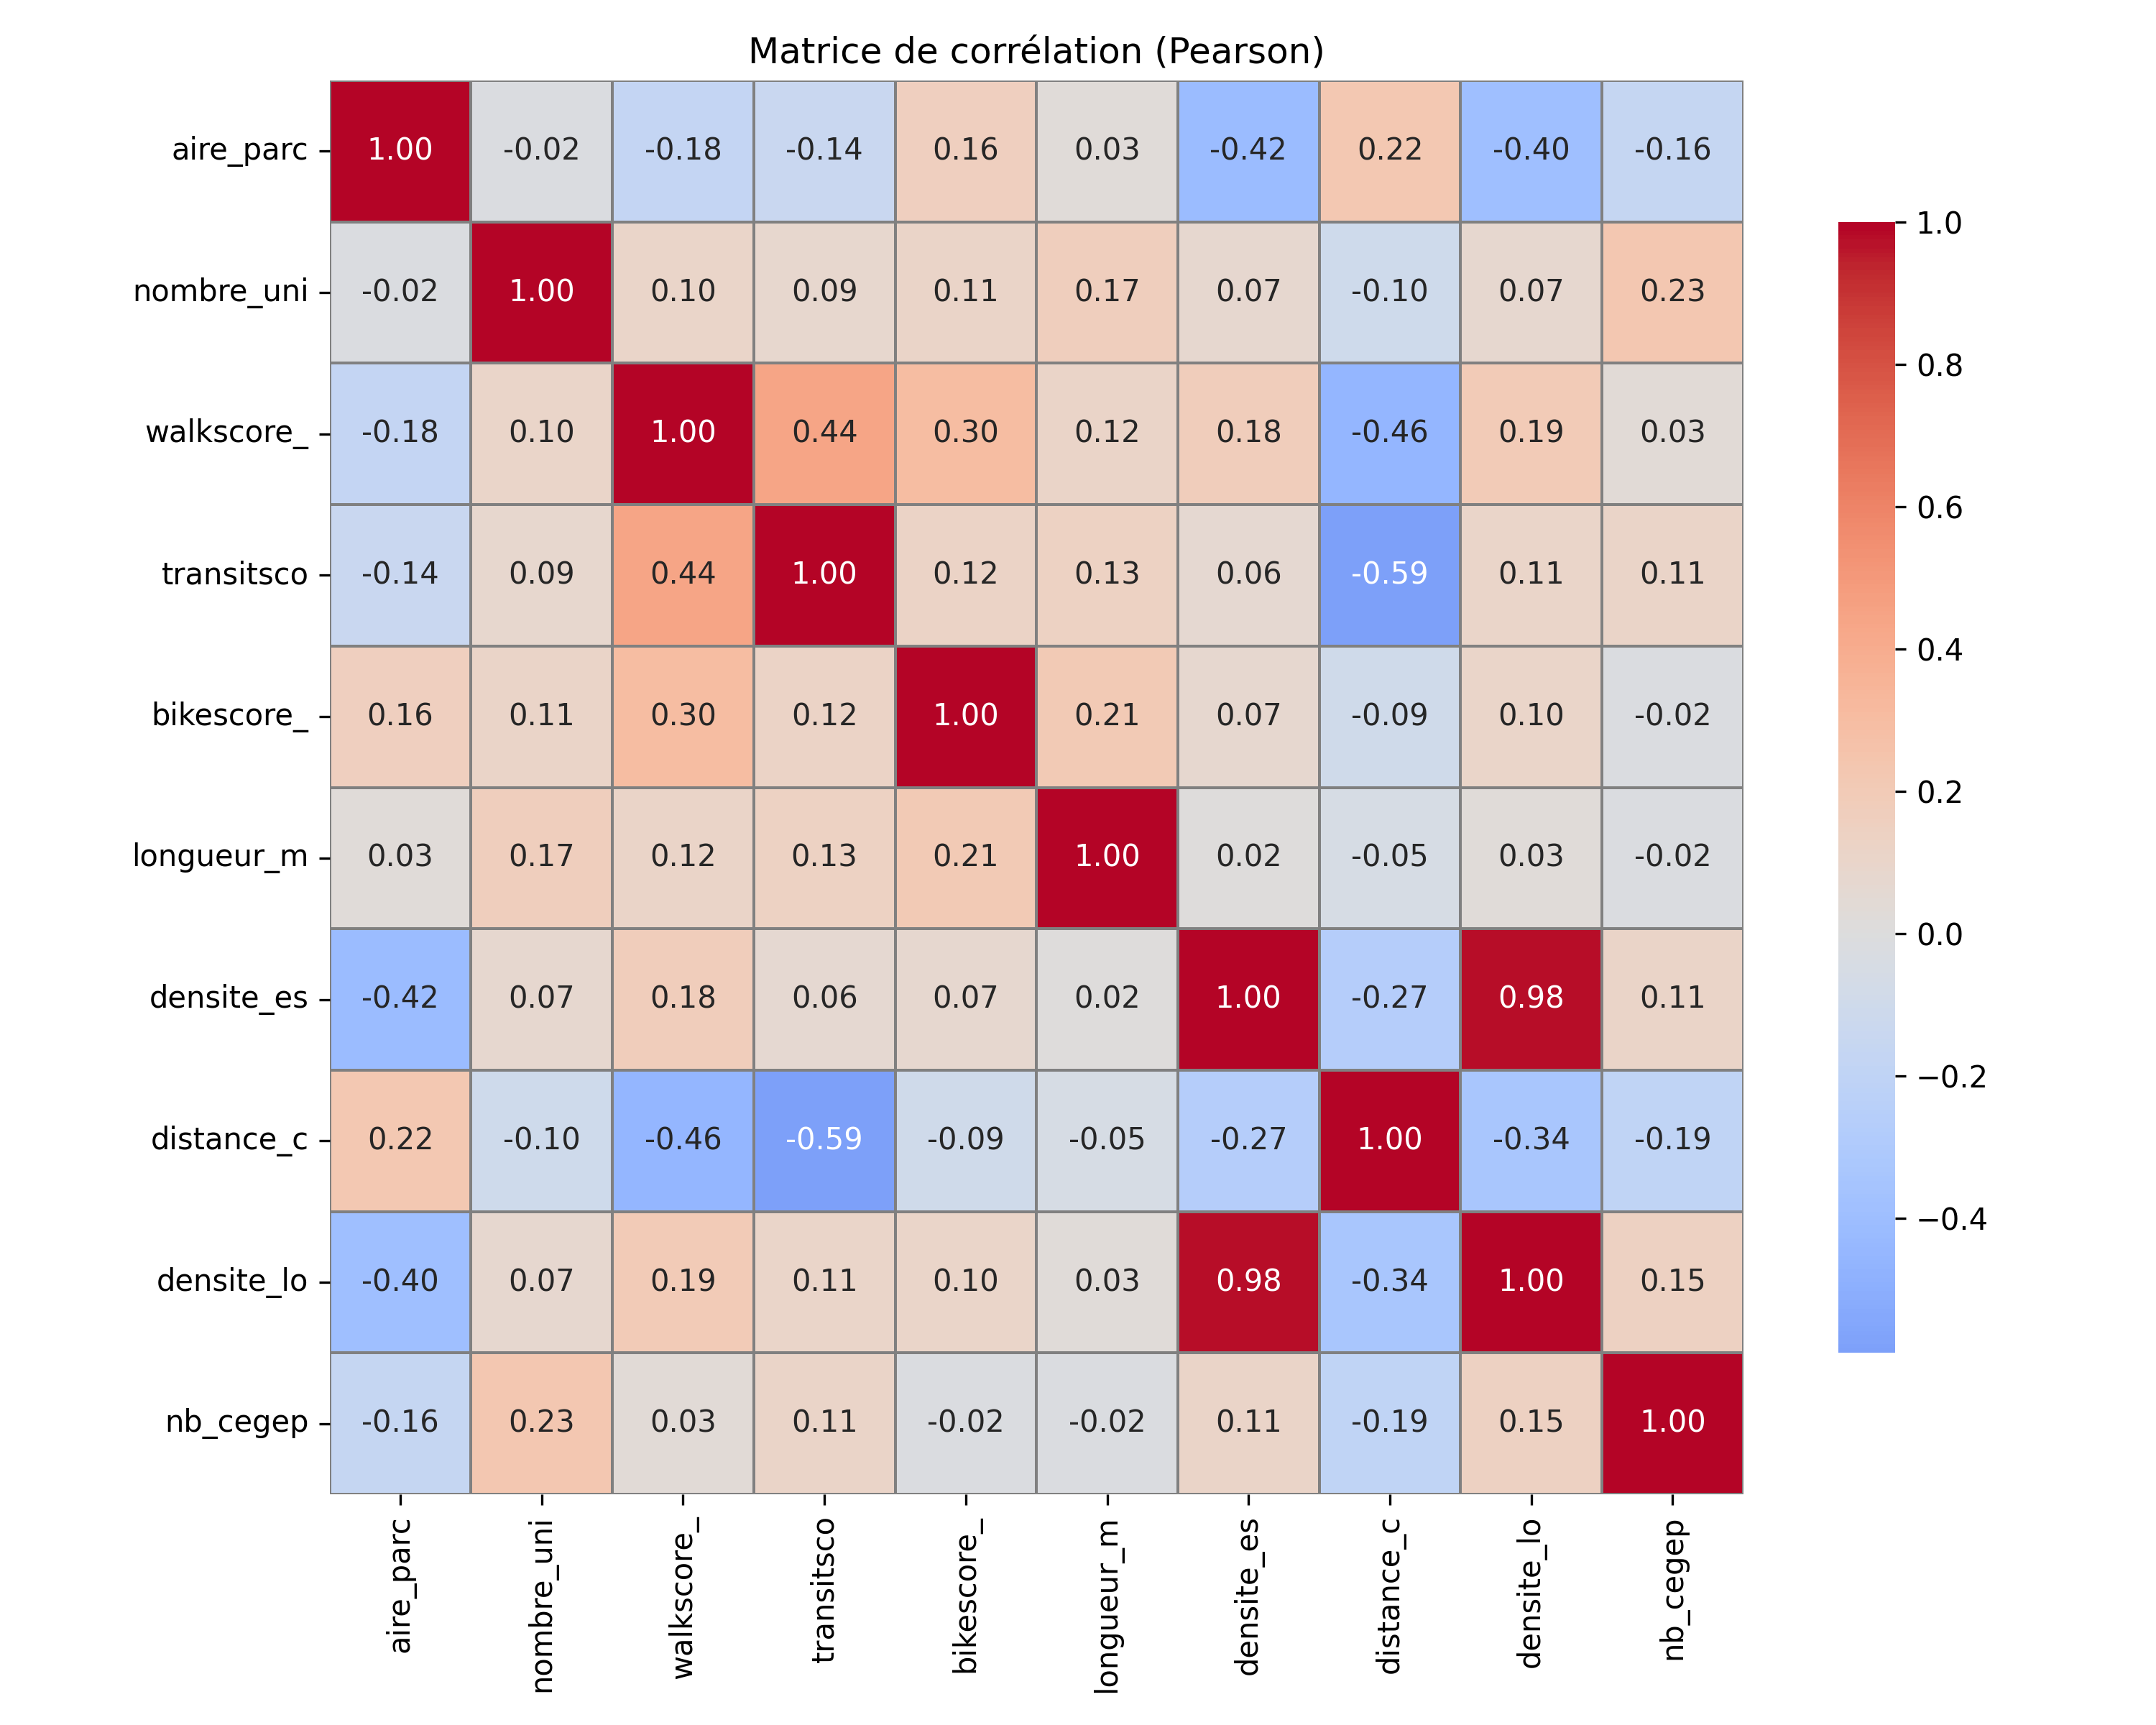 Matrice de corrélation (Pearson)
aire_parc 1.00 -0.02 -0.18 -0.14 0.16 0.03 -0.42 0.22 -0.40 -0.16
nombre_uni -0.02 1.00 0.10 0.09 0.11 0.17 0.07 -0.10 0.07 0.23
walkscore_ -0.18 0.10 1.00 0.44 0.30 0.12 0.18 -0.46 0.19 0.03
transitsco -0.14 0.09 0.44 1.00 0.12 0.13 0.06 -0.59 0.11 0.11
bikescore_ 0.16 0.11 0.30 0.12 1.00 0.21 0.07 -0.09 0.10 -0.02
longueur_m 0.03 0.17 0.12 0.13 0.21 1.00 0.02 -0.05 0.03 -0.02
densite_es -0.42 0.07 0.18 0.06 0.07 0.02 1.00 -0.27 0.98 0.11
distance_c 0.22 -0.10 -0.46 -0.59 -0.09 -0.05 -0.27 1.00 -0.34 -0.19
densite_lo -0.40 0.07 0.19 0.11 0.10 0.03 0.98 -0.34 1.00 0.15
nb_cegep -0.16 0.23 0.03 0.11 -0.02 -0.02 0.11 -0.19 0.15 1.00
aire_parc nombre_uni walkscore_ transitsco bikescore_ longueur_m densite_es distance_c densite_lo nb_cegep
1.0
0.8
0.6
0.4
0.2
0.0
−0.2
−0.4